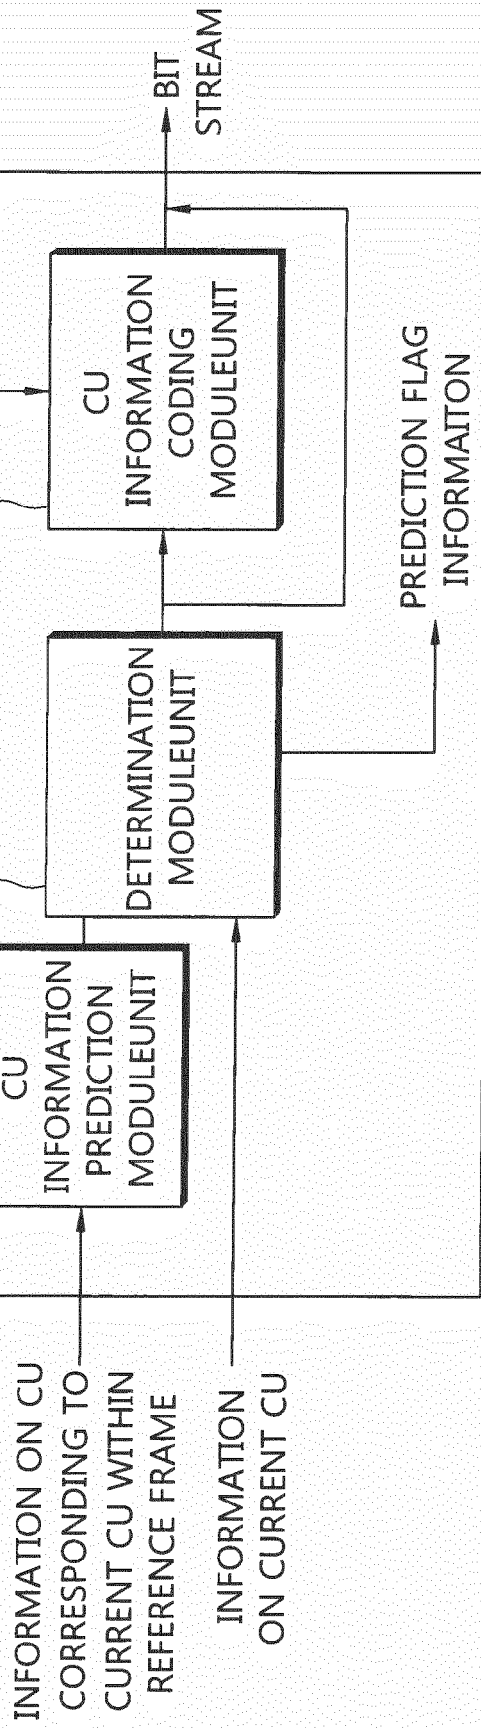 INFORMATION ON CU
CORRESPONDING TO
CURRENT CU WITHIN
REFERENCE FRAME
INFORMATION
ON CURRENT CU
CU
INFORMATION
PREDICTION
MODULEUNIT
DETERMINATION
MODULEUNIT
CU
INFORMATION
CODING
MODULEUNIT
PREDICTION FLAG
INFORMAITON
BIT
STREAM